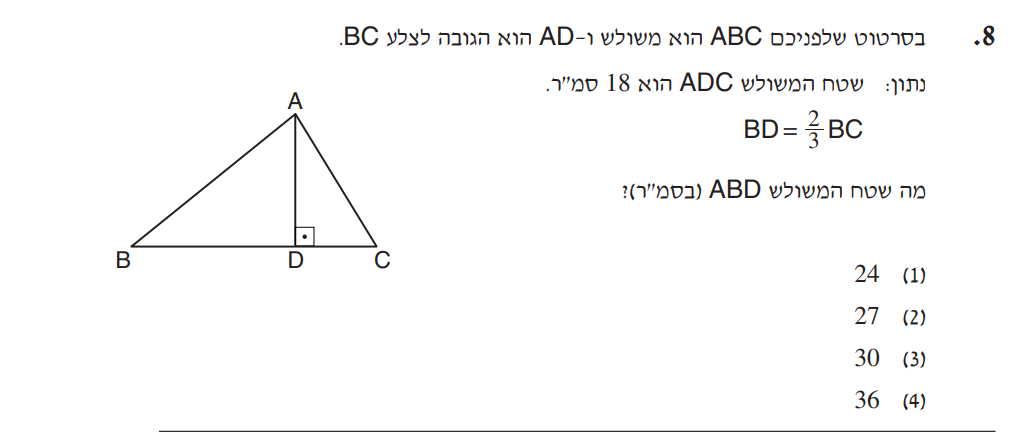 8. בסרטוט שלפניכם ABC הוא משולש ו-AD הוא הגובה לצלע BC.
נתון: שטח המשולש ADC הוא 18 סמ"ר.
BD = 2/3 BC
מה שטח המשולש ABD (בסמ"ר)?
A
B D C
(1) 24
(2) 27
(3) 30
(4) 36